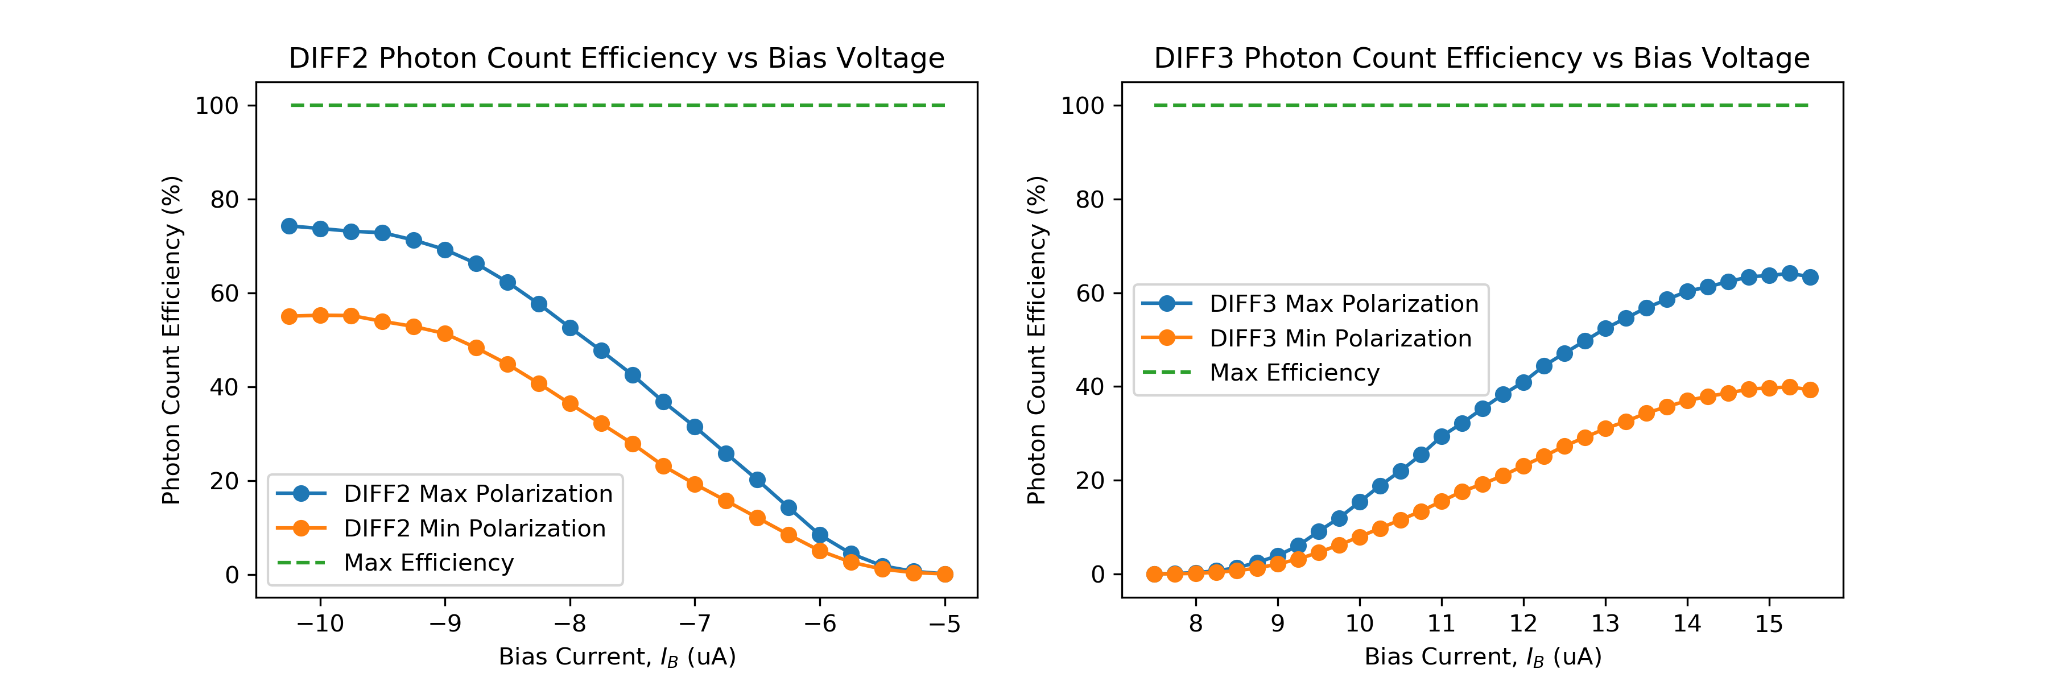 DIFF2 Photon Count Efficiency vs Bias Voltage
Photon Count Efficiency (%)
100
80
60
40
20
0
DIFF2 Max Polarization
DIFF2 Min Polarization
Max Efficiency
−10
−9
−8
−7
−6
−5
Bias Current, I_B (uA)
DIFF3 Photon Count Efficiency vs Bias Voltage
Photon Count Efficiency (%)
100
80
60
40
20
0
DIFF3 Max Polarization
DIFF3 Min Polarization
Max Efficiency
8
9
10
11
12
13
14
15
Bias Current, I_B (uA)